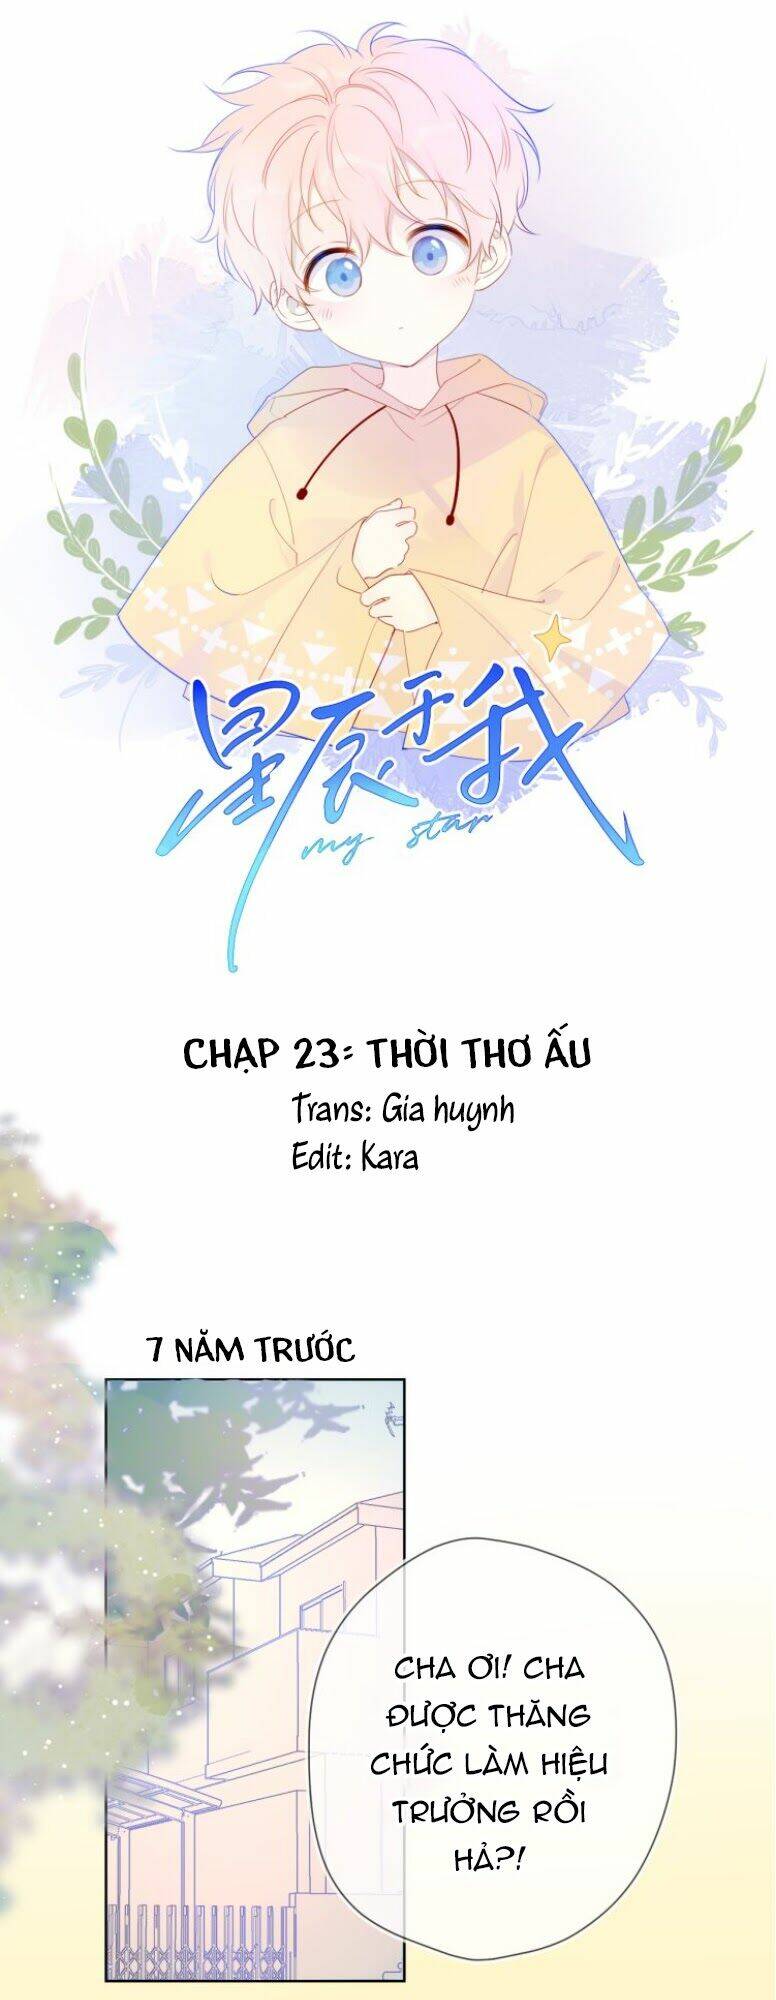 星辰于我
my star
CHẠP 23: THỜI THƠ ẤU
Trans: Gia huynh
Edit: Kara
7 NĂM TRƯỚC
CHA ƠI! CHA
ĐƯỢC THĂNG
CHỨC LÀM HIỆU
TRƯỞNG RỒI
HẢ?!